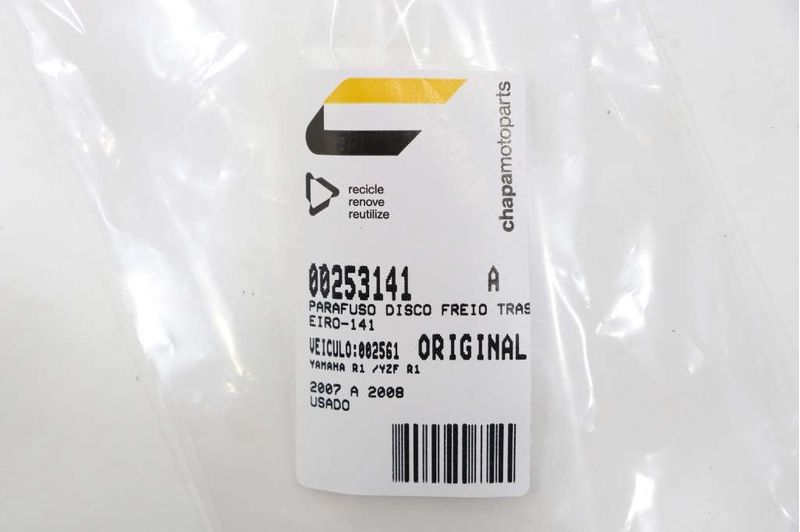 chapamotoparts
recicle
renove
reutilize
00253141 A
PARAFUSO DISCO FREIO TRAS
EIRO-141
VEICULO:002561 ORIGINAL
YAMAHA R1 /YZF R1
2007 A 2008
USADO